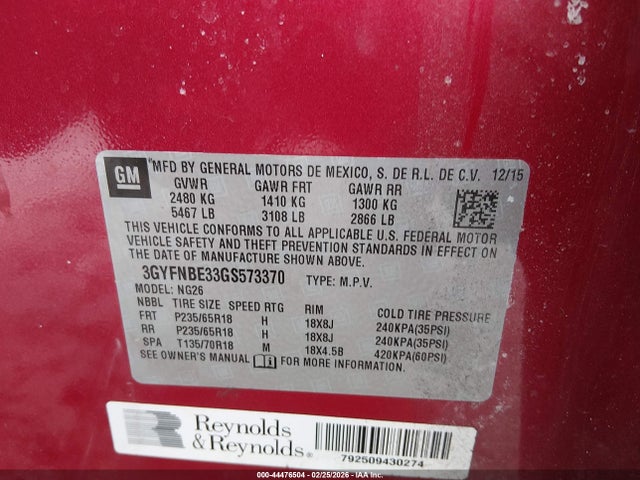 GM
MFD BY GENERAL MOTORS DE MEXICO, S. DE R.L. DE C.V. 12/15
GVWR GAWR FRT GAWR RR
2480 KG 1410 KG 1300 KG
5467 LB 3108 LB 2866 LB
THIS VEHICLE CONFORMS TO ALL APPLICABLE U.S. FEDERAL MOTOR
VEHICLE SAFETY AND THEFT PREVENTION STANDARDS IN EFFECT ON
THE DATE OF MANUFACTURE SHOWN ABOVE.
3GYFNBE33GS573370 TYPE: M.P.V.
MODEL: NG26
NBBL TIRE SIZE SPEED RTG RIM COLD TIRE PRESSURE
FRT P235/65R18 H 18X8J 240KPA(35PSI)
RR P235/65R18 H 18X8J 240KPA(35PSI)
SPA T135/70R18 M 18X4.5B 420KPA(60PSI)
SEE OWNER'S MANUAL FOR MORE INFORMATION.
Reynolds
& Reynolds®
792509430274
000-44476504 - 02/25/2026 - IAA Holdings, LLC